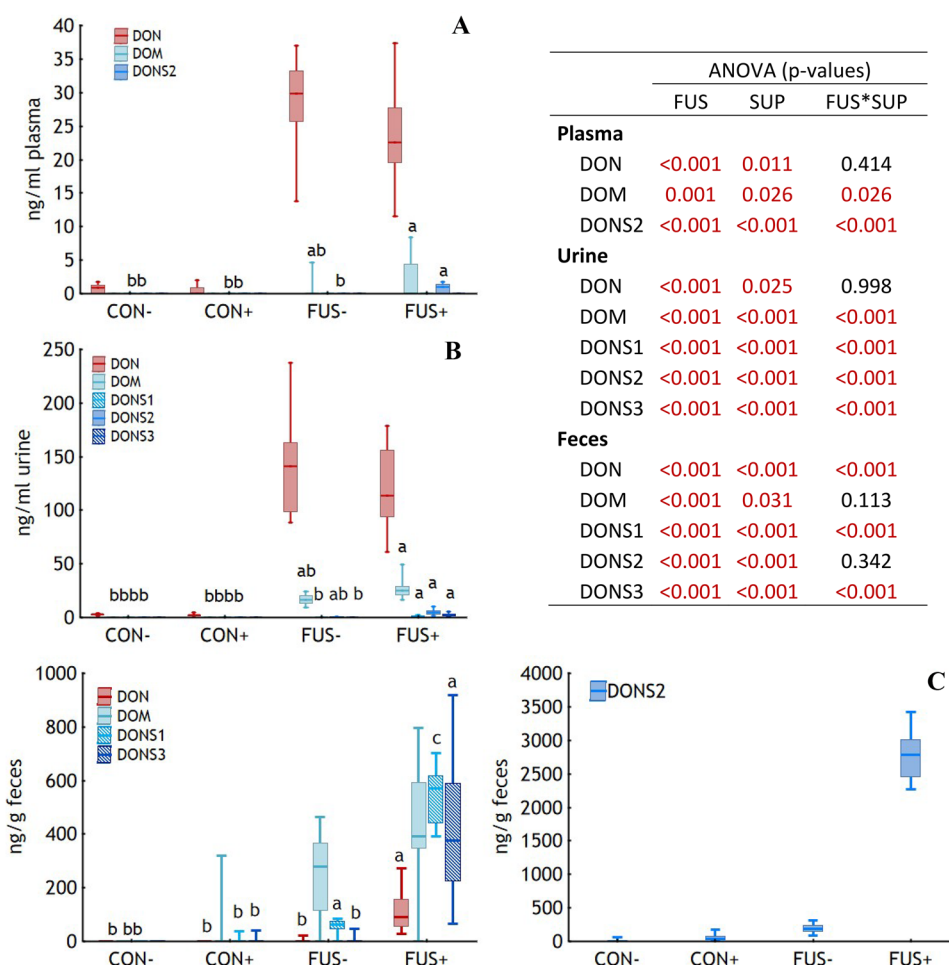 A
DON
DOM
DONS2
40
35
30
25
20
15
10
5
0
ng/ml plasma
bb
bb
ab
b
a
a
CON-
CON+
FUS-
FUS+
ANOVA (p-values)
FUS SUP FUS*SUP
Plasma
DON <0.001 0.011 0.414
DOM 0.001 0.026 0.026
DONS2 <0.001 <0.001 <0.001
Urine
DON <0.001 0.025 0.998
DOM <0.001 <0.001 <0.001
DONS1 <0.001 <0.001 <0.001
DONS2 <0.001 <0.001 <0.001
DONS3 <0.001 <0.001 <0.001
Feces
DON <0.001 <0.001 <0.001
DOM <0.001 0.031 0.113
DONS1 <0.001 <0.001 <0.001
DONS2 <0.001 <0.001 0.342
DONS3 <0.001 <0.001 <0.001
B
DON
DOM
DONS1
DONS2
DONS3
250
200
150
100
50
0
ng/ml urine
bbbb
bbbb
ab
b ab b
a
a a a
CON-
CON+
FUS-
FUS+
DON
DOM
DONS1
DONS3
1000
800
600
400
200
0
ng/g feces
b bb
b b b
b a b
a c a
CON-
CON+
FUS-
FUS+
C
DONS2
4000
3500
3000
2500
2000
1500
1000
500
0
ng/g feces
CON-
CON+
FUS-
FUS+